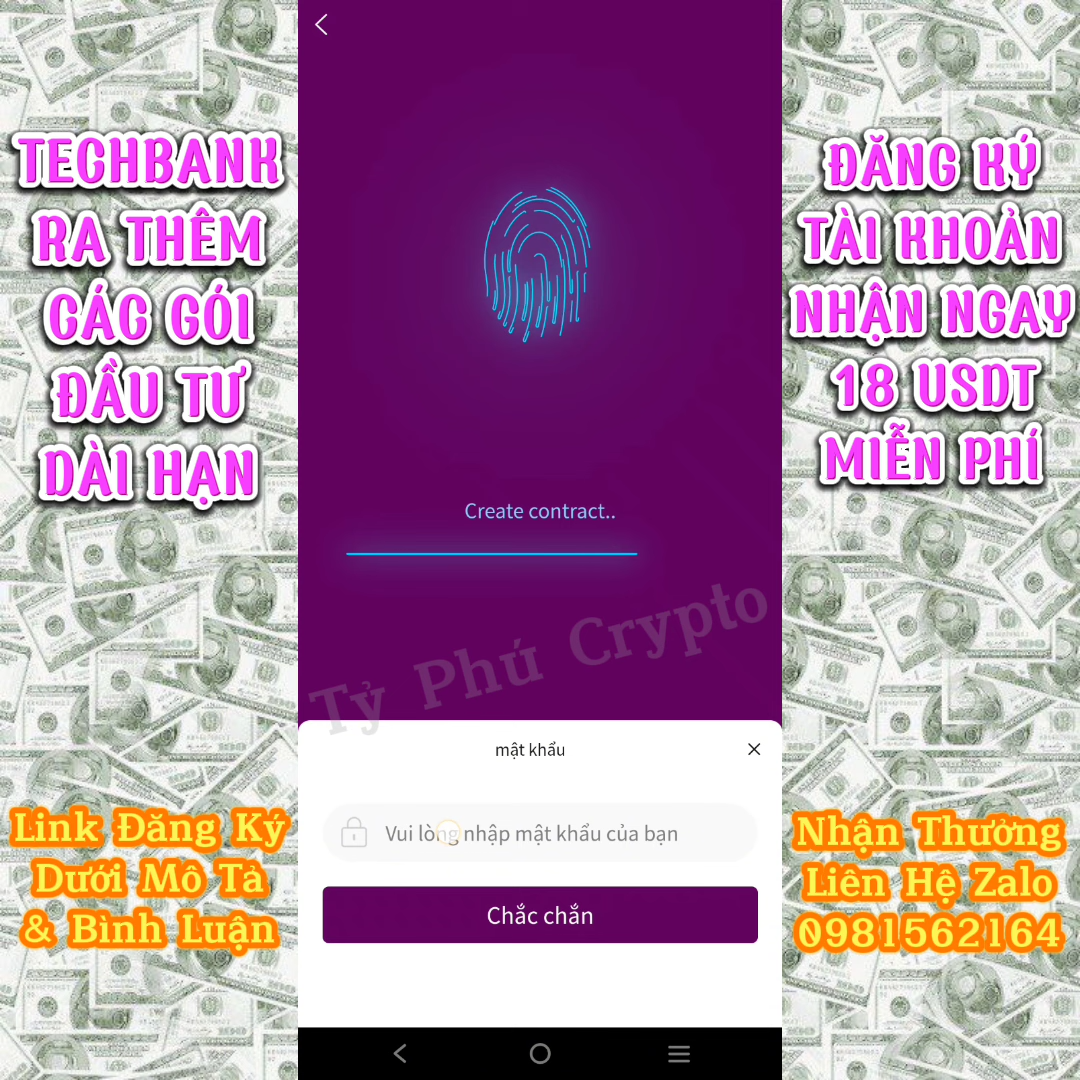 TECHBANK
RA THÊM
CÁC GÓI
ĐẦU TƯ
DÀI HẠN
ĐĂNG KÝ
TÀI KHOẢN
NHẬN NGAY
18 USDT
MIỄN PHÍ
Create contract..
Tỷ Phú Crypto
mật khẩu
Vui lòng nhập mật khẩu của bạn
Chắc chắn
Link Đăng Ký
Dưới Mô Tả
& Bình Luận
Nhận Thưởng
Liên Hệ Zalo
0981562164